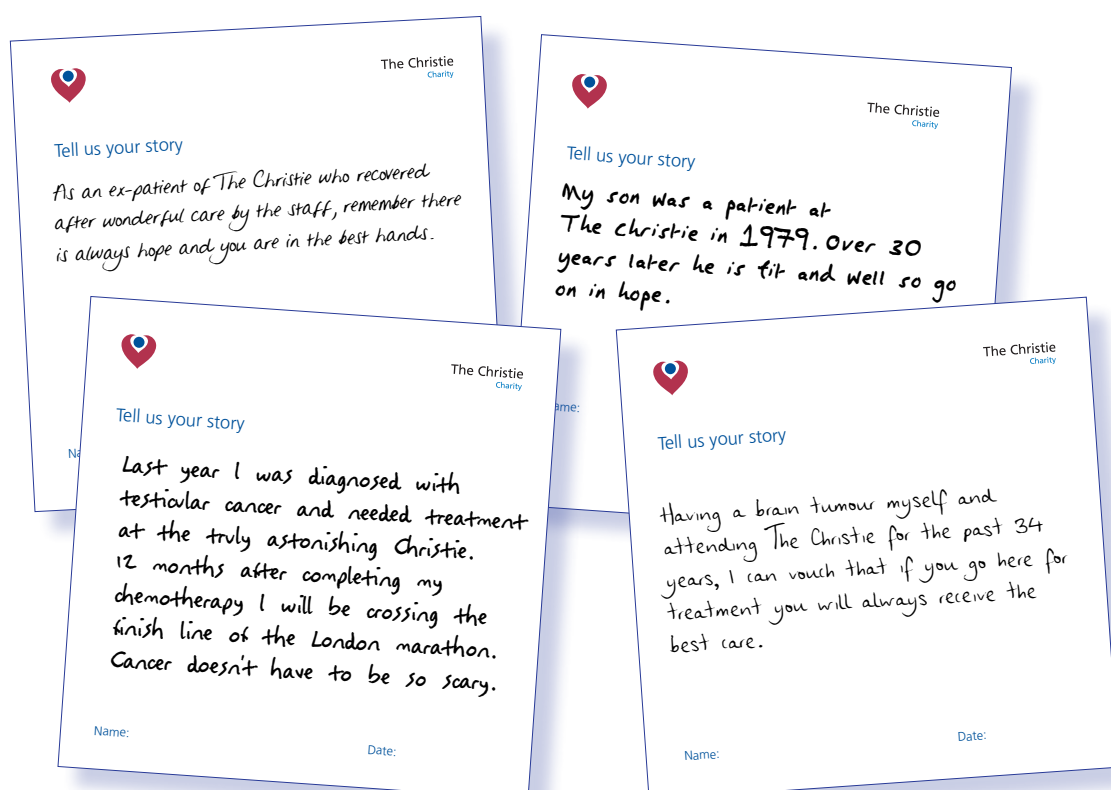 The Christie
Charity
Tell us your story
As an ex-patient of The Christie who recovered
after wonderful care by the staff, remember there
is always hope and you are in the best hands.
Na
The Christie
Charity
Tell us your story
My son was a patient at
The christie in 1979. Over 30
years later he is fit and well so go
on in hope.
ame:
The Christie
Charity
Tell us your story
Last year I was diagnosed with
testicular cancer and needed treatment
at the truly astonishing Christie.
12 months after completing my
chemotherapy I will be crossing the
finish line of the London marathon.
Cancer doesn't have to be so scary.
Name:
Date:
The Christie
Charity
Tell us your story
Having a brain tumour myself and
attending The Christie for the past 34
years, I can vouch that if you go here for
treatment you will always receive the
best care.
Name:
Date: